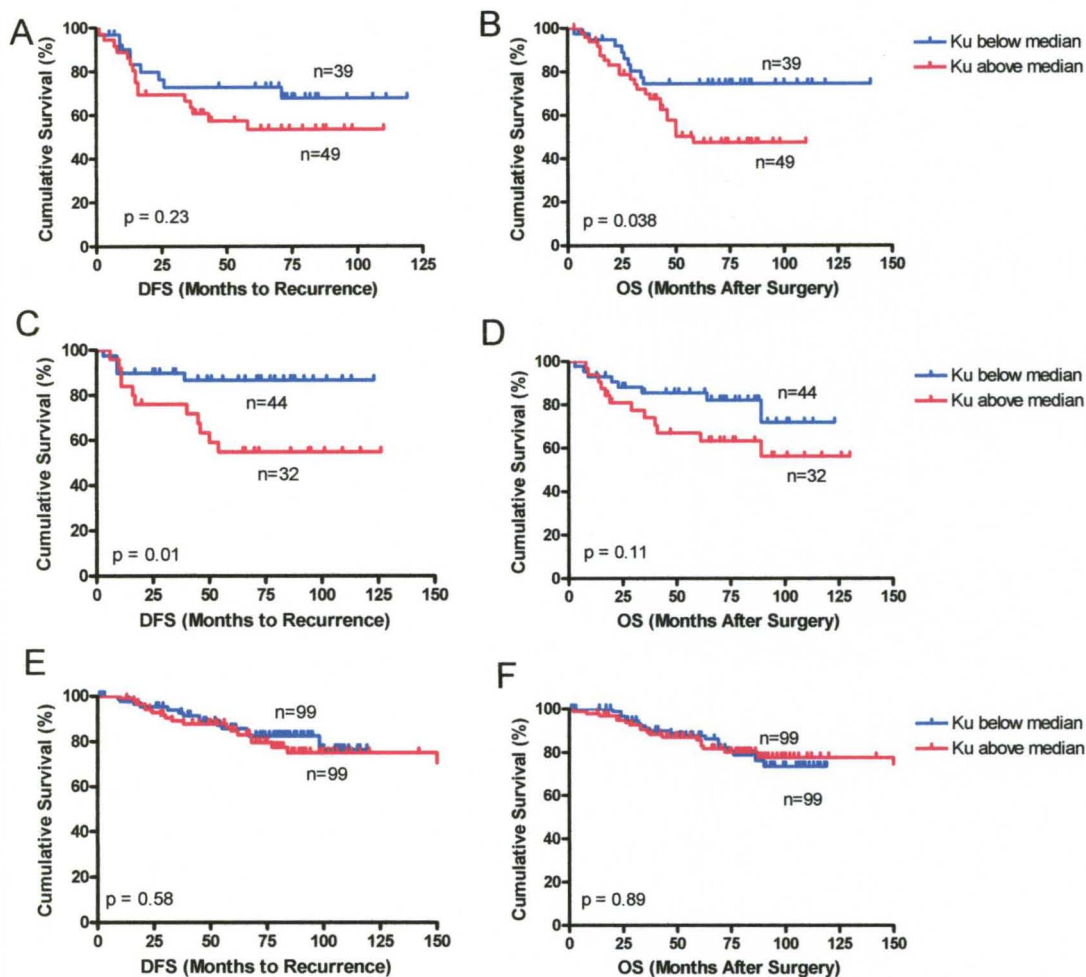 A
Cumulative Survival (%)
100
80
60
40
20
0
n=39
n=49
p = 0.23
0 25 50 75 100 125
DFS (Months to Recurrence)
B
Cumulative Survival (%)
100
80
60
40
20
0
n=39
n=49
p = 0.038
0 25 50 75 100 125 150
OS (Months After Surgery)
Ku below median
Ku above median
C
Cumulative Survival (%)
100
80
60
40
20
0
n=44
n=32
p = 0.01
0 25 50 75 100 125 150
DFS (Months to Recurrence)
D
Cumulative Survival (%)
100
80
60
40
20
0
n=44
n=32
p = 0.11
0 25 50 75 100 125 150
OS (Months After Surgery)
Ku below median
Ku above median
E
Cumulative Survival (%)
100
80
60
40
20
0
n=99
n=99
p = 0.58
0 25 50 75 100 125 150
DFS (Months to Recurrence)
F
Cumulative Survival (%)
100
80
60
40
20
0
n=99
n=99
p = 0.89
0 25 50 75 100 125 150
OS (Months After Surgery)
Ku below median
Ku above median